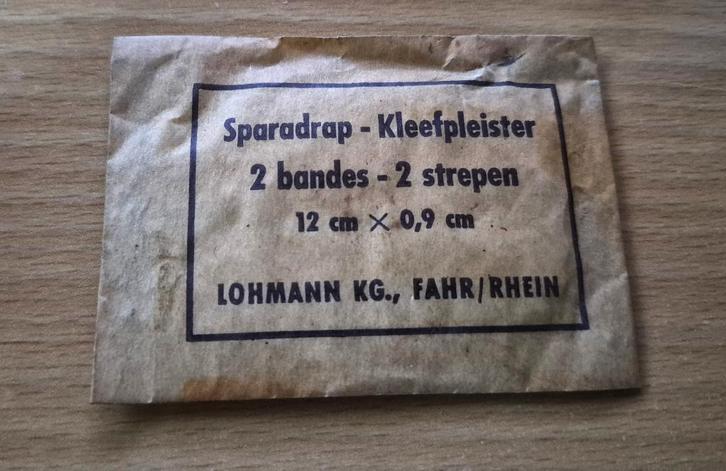 Sparadrap - Kleefpleister
2 bandes - 2 strepen
12 cm × 0,9 cm
LOHMANN KG., FAHR/RHEIN